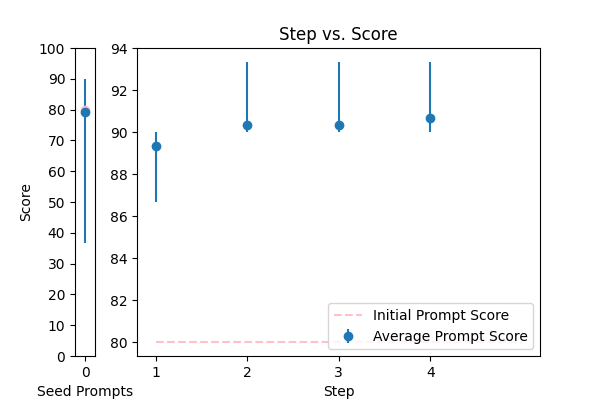 Step vs. Score
Score
100
90
80
70
60
50
40
30
20
10
0
0
Seed Prompts
94
92
90
88
86
84
82
80
1 2 3 4
Step
Initial Prompt Score
Average Prompt Score